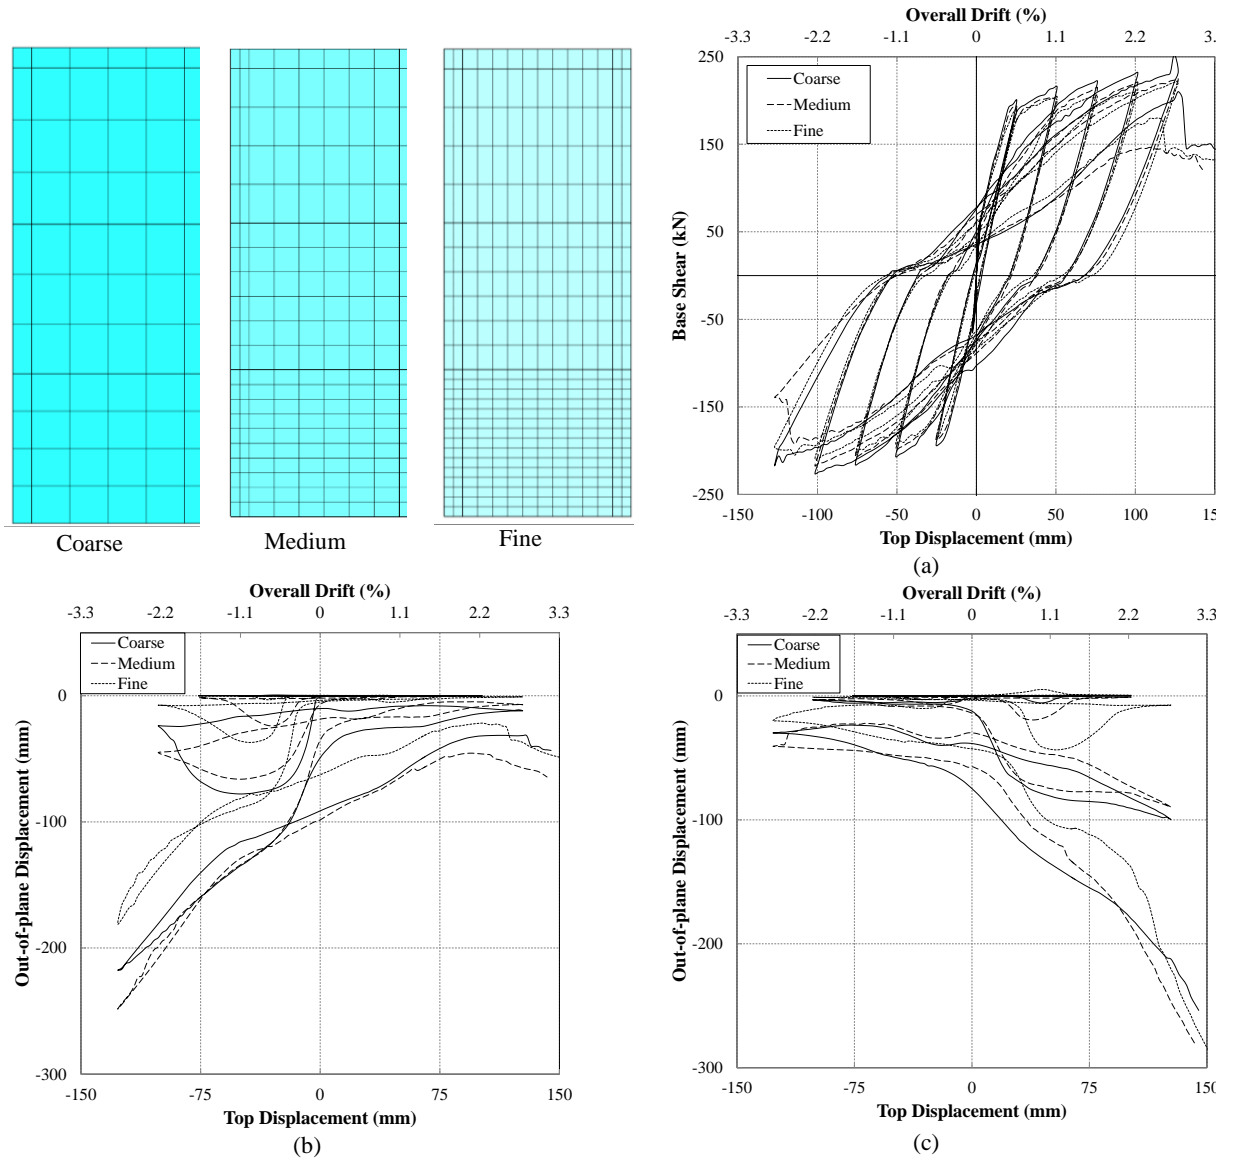 Coarse
Medium
Fine
Overall Drift (%)
-3.3 -2.2 -1.1 0 1.1 2.2 3.
250
150
50
-50
-150
-250
Base Shear (kN)
Coarse
Medium
Fine
-150 -100 -50 0 50 100 15
Top Displacement (mm)
(a)
Overall Drift (%)
-3.3 -2.2 -1.1 0 1.1 2.2 3.3
Coarse
Medium
Fine
0
-100
-200
-300
Out-of-plane Displacement (mm)
-150 -75 0 75 150
Top Displacement (mm)
(b)
Overall Drift (%)
-3.3 -2.2 -1.1 0 1.1 2.2 3.3
Coarse
Medium
Fine
0
-100
-200
-300
Out-of-plane Displacement (mm)
-150 -75 0 75 150
Top Displacement (mm)
(c)